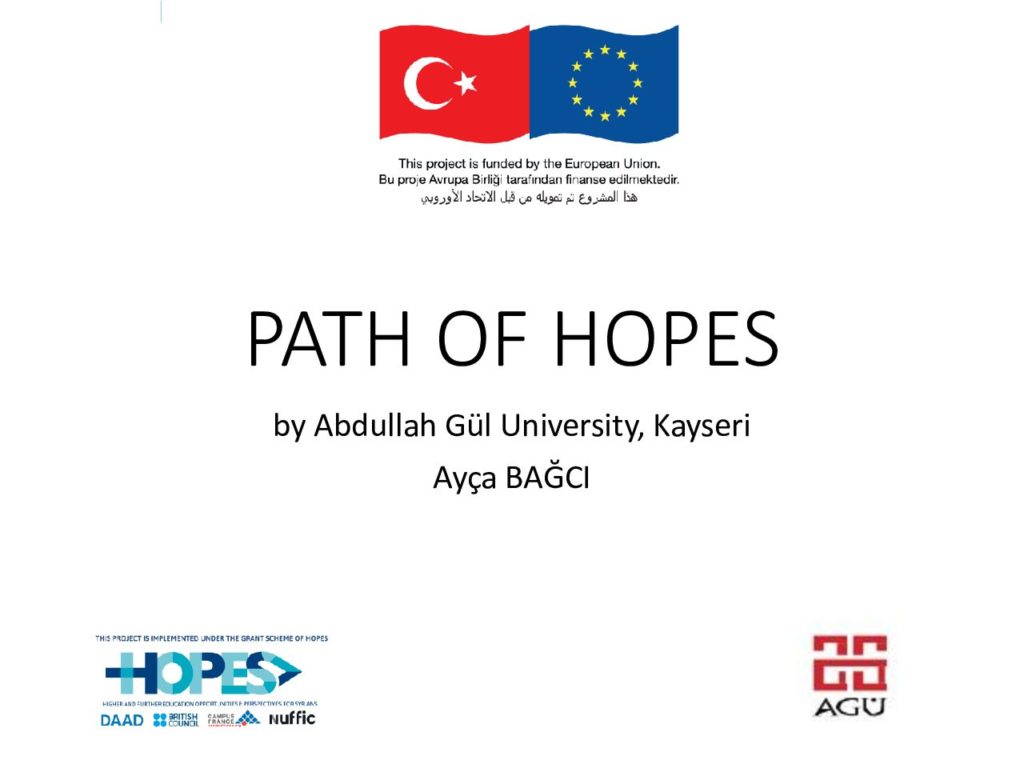 This project is funded by the European Union.
Bu proje Avrupa Birliği tarafından finanse edilmektedir.
هذا المشروع تم تمويله من قبل الاتحاد الأوروبي
PATH OF HOPES
by Abdullah Gül University, Kayseri
Ayça BAĞCI
THIS PROJECT IS IMPLEMENTED UNDER THE GRANT SCHEME OF HOPES
HOPES
HIGHER AND FURTHER EDUCATION OPPORTUNITIES & PERSPECTIVES FOR SYRIANS
DAAD BRITISH COUNCIL CAMPUS FRANCE nuffic
AGÜ